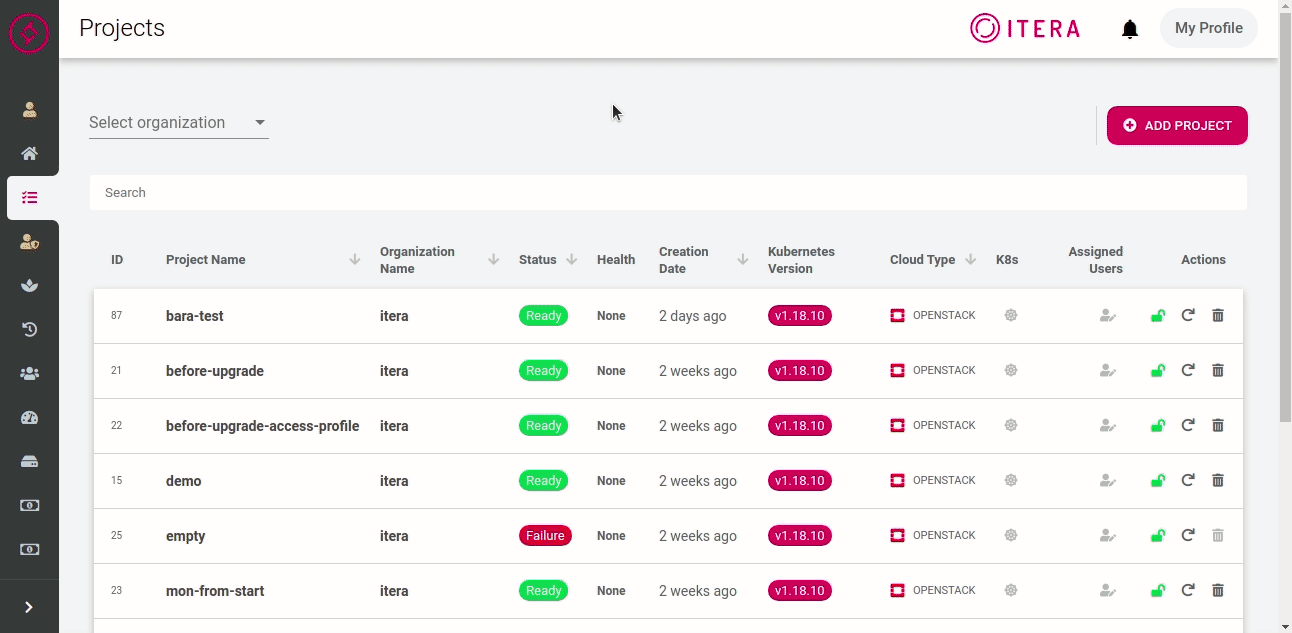 Projects
ITERA
My Profile
Select organization
ADD PROJECT
Search
ID Project Name Organization Name Status Health Creation Date Kubernetes Version Cloud Type K8s Assigned Users Actions
87 bara-test itera Ready None 2 days ago v1.18.10 OPENSTACK
21 before-upgrade itera Ready None 2 weeks ago v1.18.10 OPENSTACK
22 before-upgrade-access-profile itera Ready None 2 weeks ago v1.18.10 OPENSTACK
15 demo itera Ready None 2 weeks ago v1.18.10 OPENSTACK
25 empty itera Failure None 2 weeks ago v1.18.10 OPENSTACK
23 mon-from-start itera Ready None 2 weeks ago v1.18.10 OPENSTACK